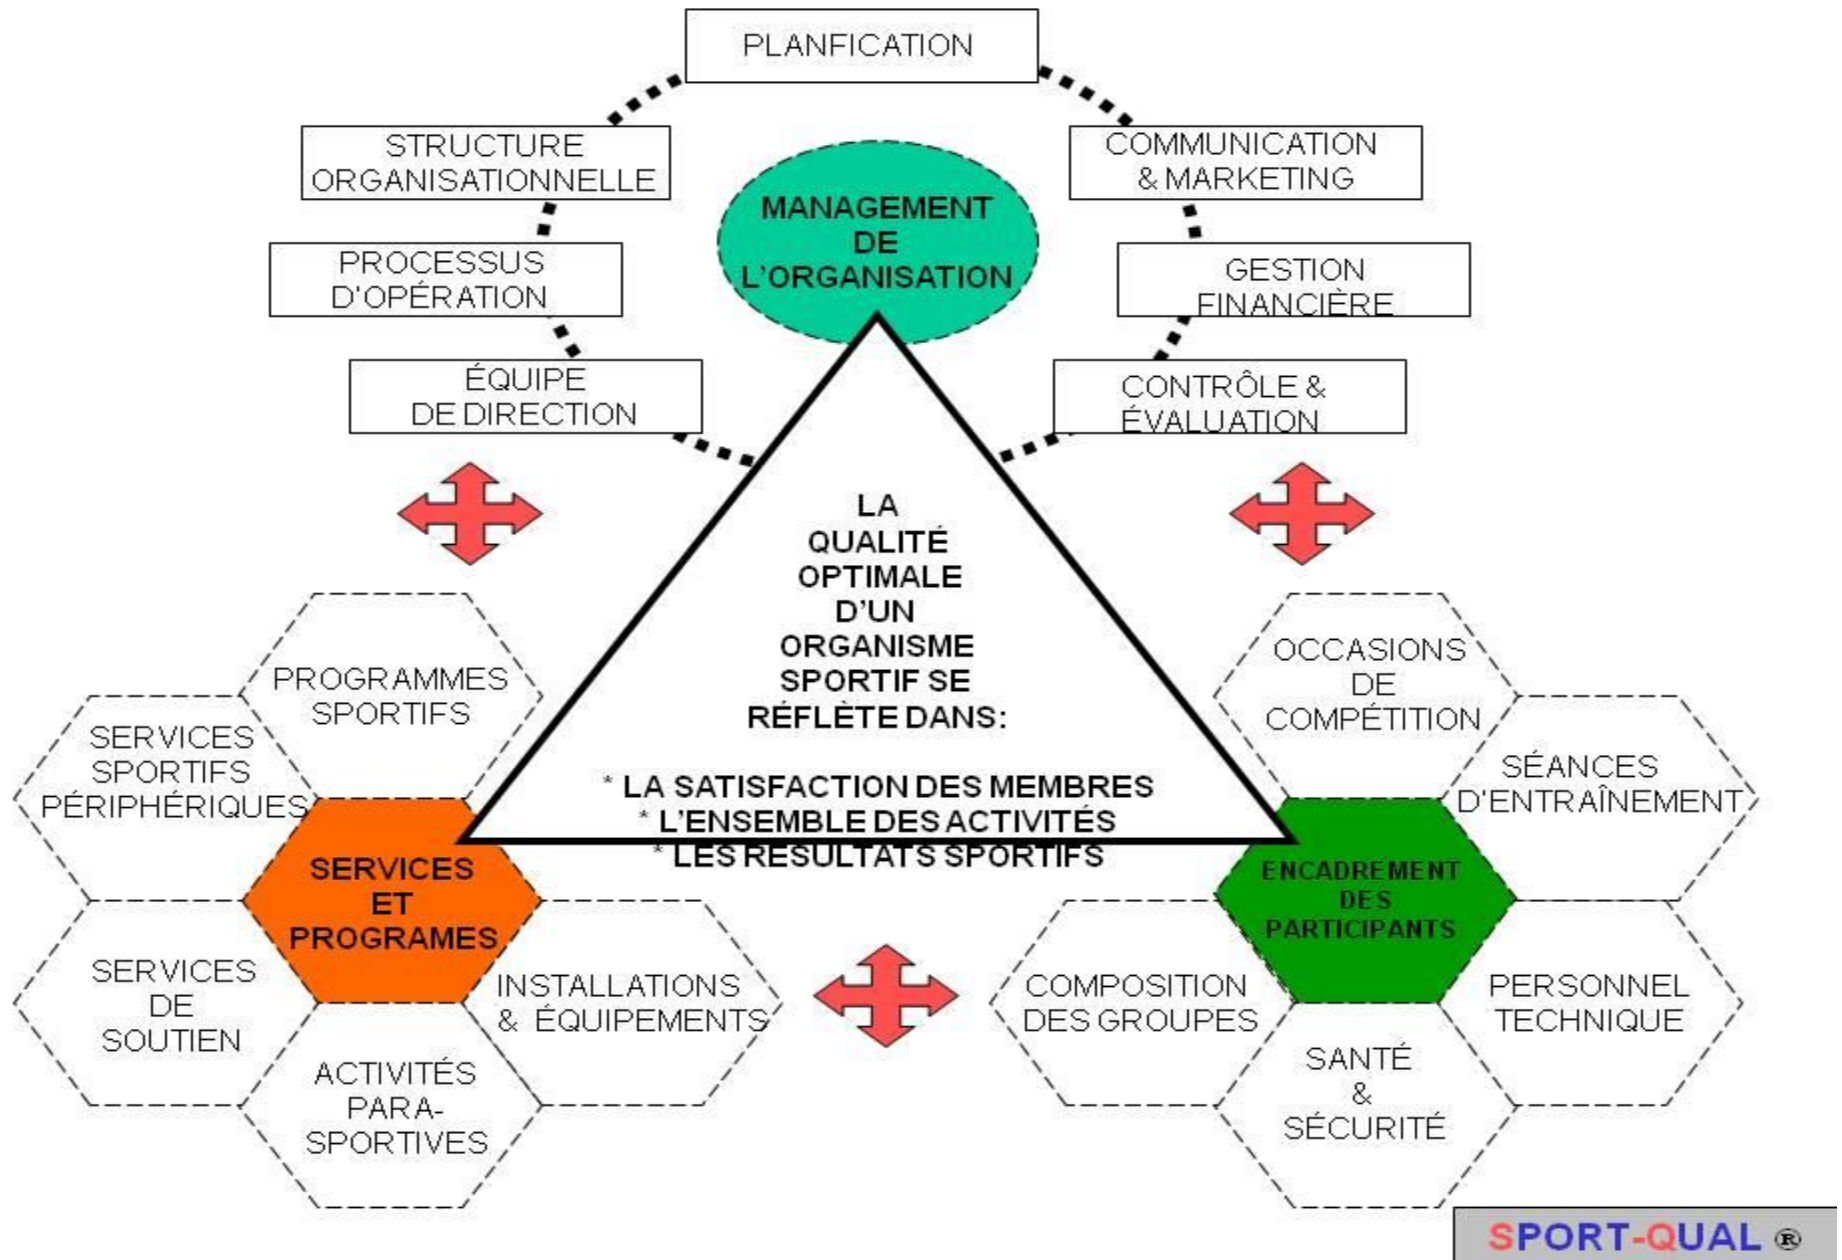 PLANFICATION
STRUCTURE
ORGANISATIONNELLE
COMMUNICATION
& MARKETING
MANAGEMENT
DE
L'ORGANISATION
PROCESSUS
D'OPÉRATION
GESTION
FINANCIÈRE
ÉQUIPE
DE DIRECTION
CONTRÔLE &
ÉVALUATION
LA
QUALITÉ
OPTIMALE
D'UN
ORGANISME
SPORTIF SE
RÉFLÈTE DANS:
* LA SATISFACTION DES MEMBRES
* L'ENSEMBLE DES ACTIVITÉS
* LES RESULTATS SPORTIFS
PROGRAMMES
SPORTIFS
SERVICES
SPORTIFS
PÉRIPHÉRIQUES
SERVICES
ET
PROGRAMES
SERVICES
DE
SOUTIEN
INSTALLATIONS
& ÉQUIPEMENTS
ACTIVITÉS
PARA-
SPORTIVES
OCCASIONS
DE
COMPÉTITION
SÉANCES
D'ENTRAÎNEMENT
ENCADREMENT
DES
PARTICIPANTS
COMPOSITION
DES GROUPES
PERSONNEL
TECHNIQUE
SANTÉ
&
SÉCURITÉ
SPORT-QUAL ®